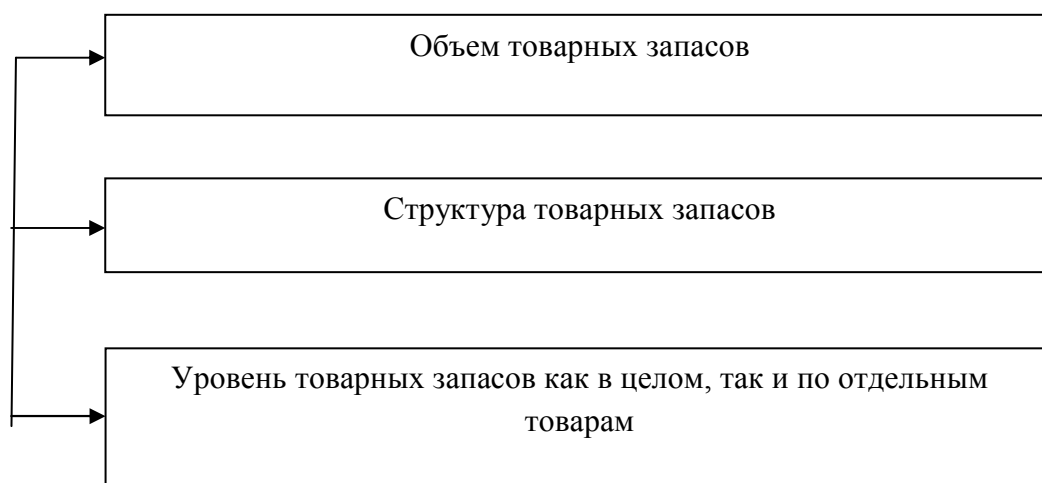 Объем товарных запасов
Структура товарных запасов
Уровень товарных запасов как в целом, так и по отдельным
товарам